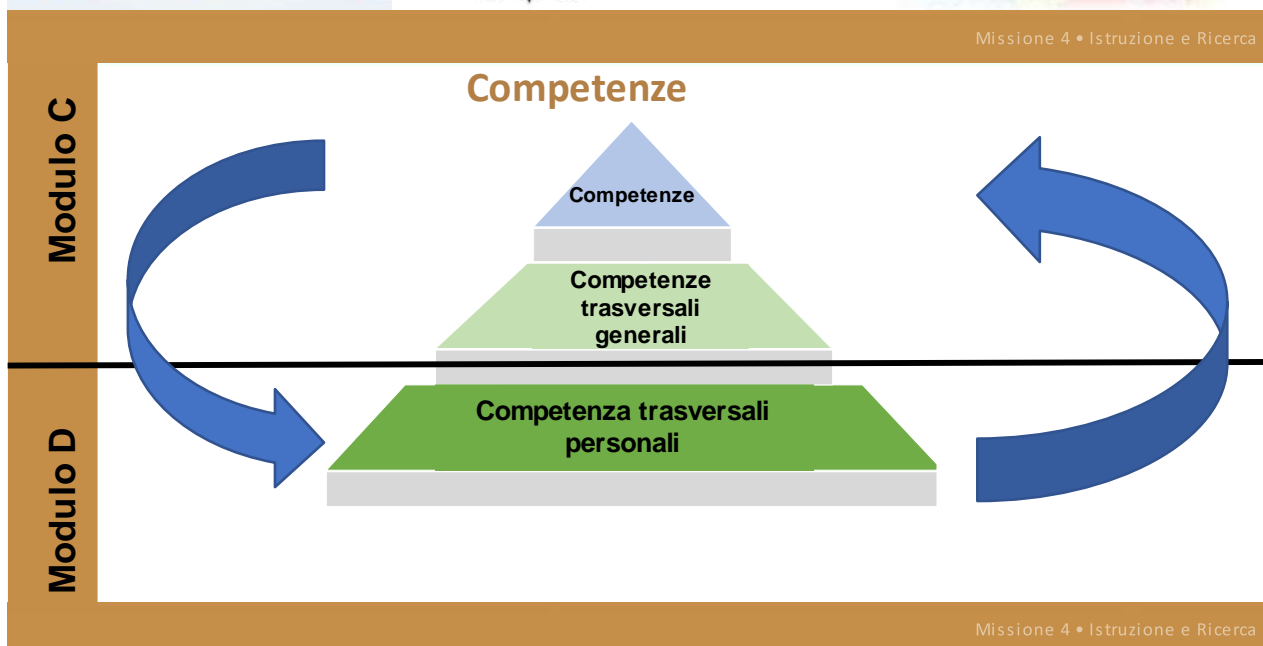 Missione 4 • Istruzione e Ricerca
Competenze
Modulo C
Competenze
Competenze
trasversali
generali
Modulo D
Competenza trasversali
personali
Missione 4 • Istruzione e Ricerca